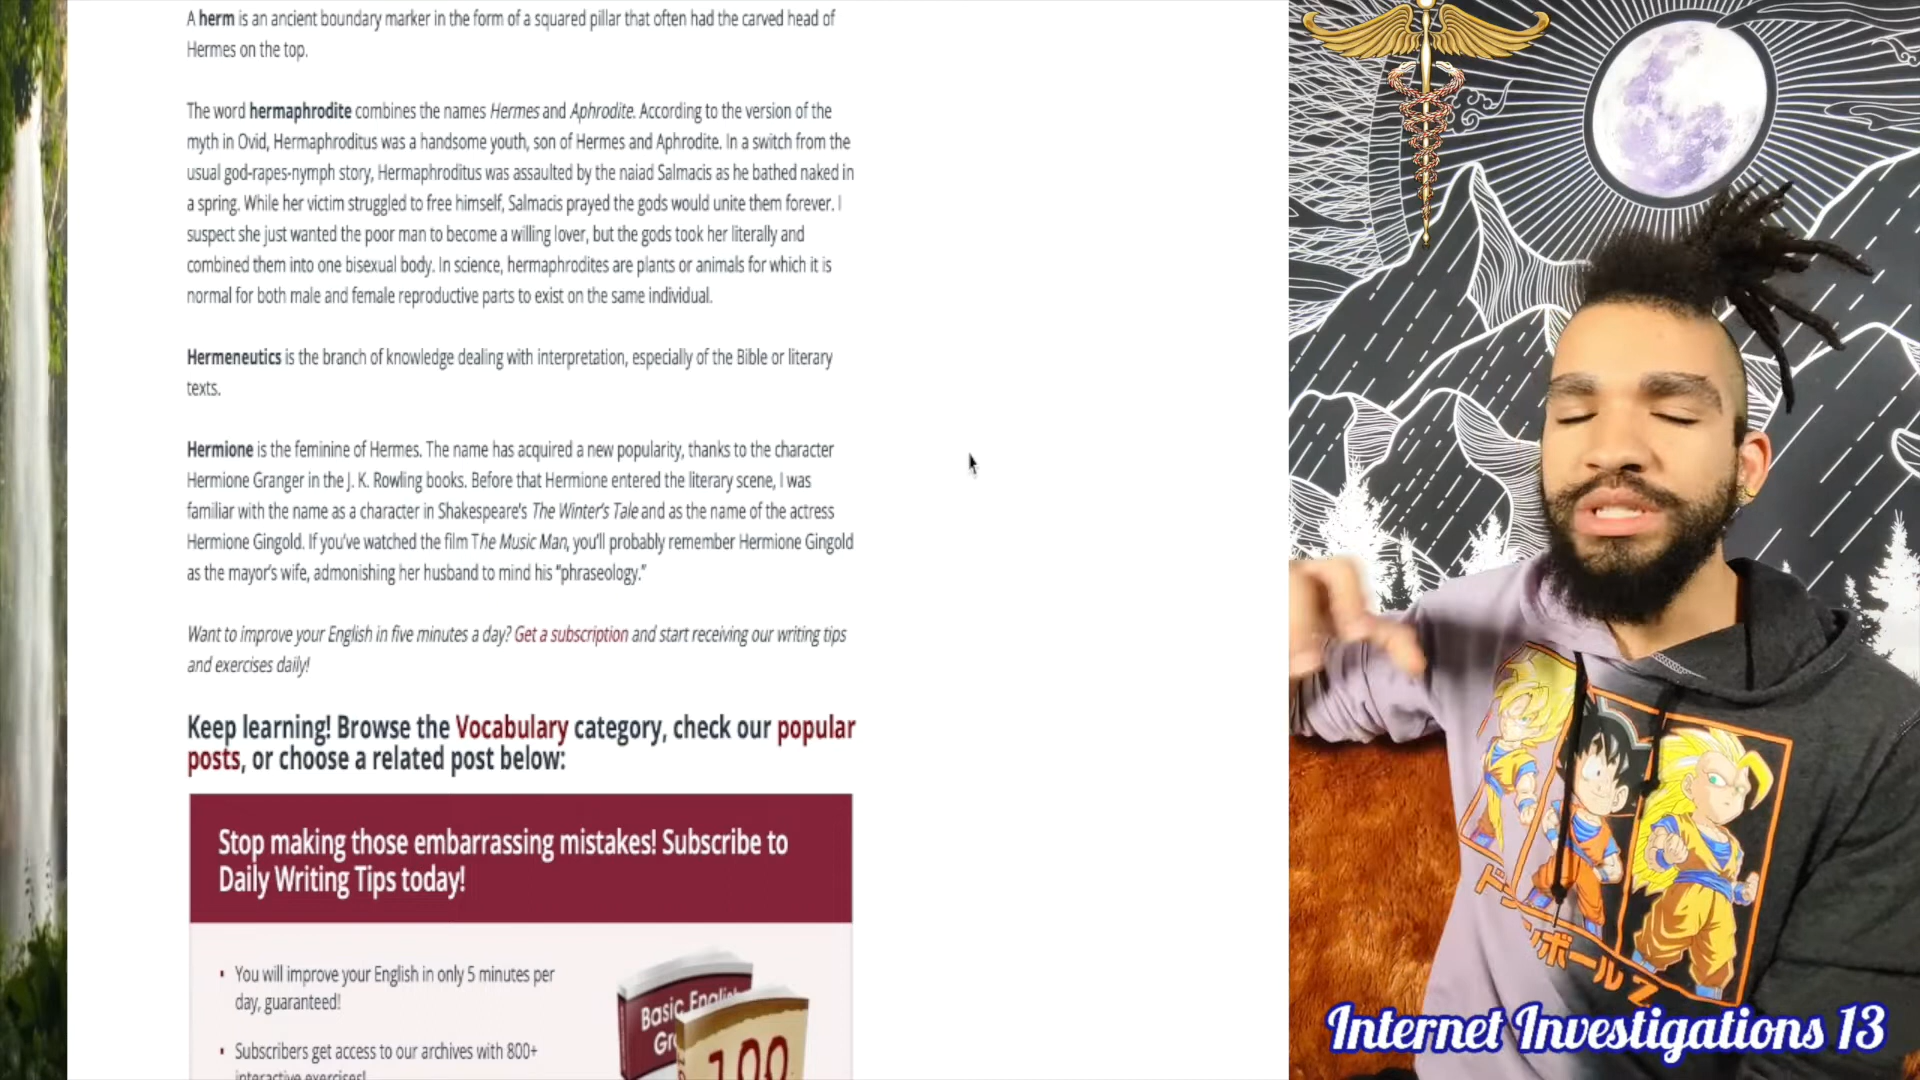 A herm is an ancient boundary marker in the form of a squared pillar that often had the carved head of
Hermes on the top.
The word hermaphrodite combines the names Hermes and Aphrodite. According to the version of the
myth in Ovid, Hermaphroditus was a handsome youth, son of Hermes and Aphrodite. In a switch from the
usual god-rapes-nymph story, Hermaphroditus was assaulted by the naiad Salmacis as he bathed naked in
a spring. While her victim struggled to free himself, Salmacis prayed the gods would unite them forever. I
suspect she just wanted the poor man to become a willing lover, but the gods took her literally and
combined them into one bisexual body. In science, hermaphrodites are plants or animals for which it is
normal for both male and female reproductive parts to exist on the same individual.
Hermeneutics is the branch of knowledge dealing with interpretation, especially of the Bible or literary
texts.
Hermione is the feminine of Hermes. The name has acquired a new popularity, thanks to the character
Hermione Granger in the J. K. Rowling books. Before that Hermione entered the literary scene, I was
familiar with the name as a character in Shakespeare's The Winter's Tale and as the name of the actress
Hermione Gingold. If you've watched the film The Music Man, you'll probably remember Hermione Gingold
as the mayor's wife, admonishing her husband to mind his "phraseology."
Want to improve your English in five minutes a day? Get a subscription and start receiving our writing tips
and exercises daily!
Keep learning! Browse the Vocabulary category, check our popular
posts, or choose a related post below:
Stop making those embarrassing mistakes! Subscribe to
Daily Writing Tips today!
▪ You will improve your English in only 5 minutes per
day, guaranteed!
▪ Subscribers get access to our archives with 800+
interactive exercises!
Basic English
100
ボール Z
Internet Investigations 13